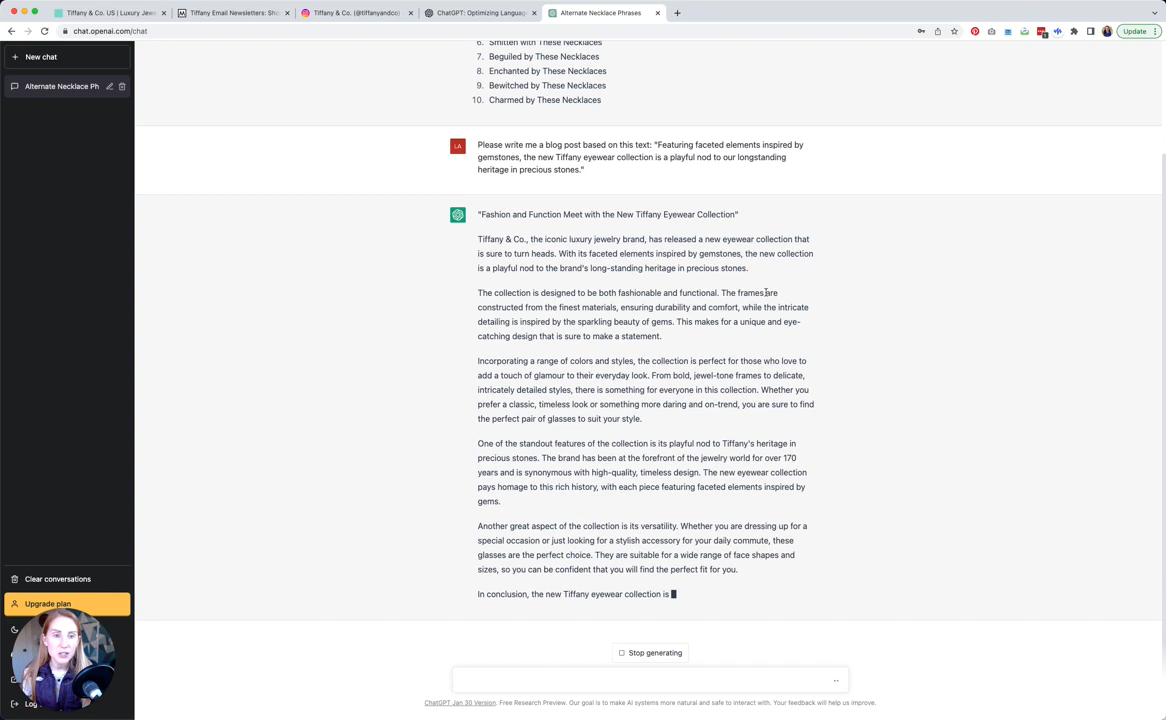 Tiffany & Co. US | Luxury Jewe
Tiffany Email Newsletters: Sho
Tiffany & Co. (@tiffanyandco)
ChatGPT: Optimizing Languag
Alternate Necklace Phrases
chat.openai.com/chat
Update
New chat
Alternate Necklace Ph
6. Smitten with These Necklaces
7. Beguiled by These Necklaces
8. Enchanted by These Necklaces
9. Bewitched by These Necklaces
10. Charmed by These Necklaces
LA
Please write me a blog post based on this text: "Featuring faceted elements inspired by
gemstones, the new Tiffany eyewear collection is a playful nod to our longstanding
heritage in precious stones."
"Fashion and Function Meet with the New Tiffany Eyewear Collection"
Tiffany & Co., the iconic luxury jewelry brand, has released a new eyewear collection that
is sure to turn heads. With its faceted elements inspired by gemstones, the new collection
is a playful nod to the brand's long-standing heritage in precious stones.
The collection is designed to be both fashionable and functional. The frames are
constructed from the finest materials, ensuring durability and comfort, while the intricate
detailing is inspired by the sparkling beauty of gems. This makes for a unique and eye-
catching design that is sure to make a statement.
Incorporating a range of colors and styles, the collection is perfect for those who love to
add a touch of glamour to their everyday look. From bold, jewel-tone frames to delicate,
intricately detailed styles, there is something for everyone in this collection. Whether you
prefer a classic, timeless look or something more daring and on-trend, you are sure to find
the perfect pair of glasses to suit your style.
One of the standout features of the collection is its playful nod to Tiffany's heritage in
precious stones. The brand has been at the forefront of the jewelry world for over 170
years and is synonymous with high-quality, timeless design. The new eyewear collection
pays homage to this rich history, with each piece featuring faceted elements inspired by
gems.
Another great aspect of the collection is its versatility. Whether you are dressing up for a
special occasion or just looking for a stylish accessory for your daily commute, these
glasses are the perfect choice. They are suitable for a wide range of face shapes and
sizes, so you can be confident that you will find the perfect fit for you.
In conclusion, the new Tiffany eyewear collection is
Clear conversations
Upgrade plan
Log
Stop generating
ChatGPT Jan 30 Version. Free Research Preview. Our goal is to make AI systems more natural and safe to interact with. Your feedback will help us improve.